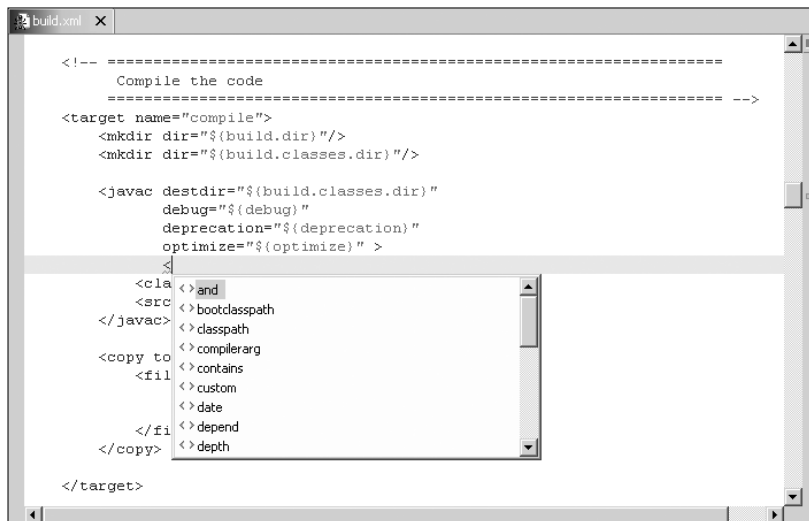 build.xml
<!-- ==================================================================
Compile the code
================================================================== -->
<target name="compile">
<mkdir dir="${build.dir}"/>
<mkdir dir="${build.classes.dir}"/>
<javac destdir="${build.classes.dir}"
debug="${debug}"
deprecation="${deprecation}"
optimize="${optimize}" >
<
<cla
<src
</javac>
<copy to
<fil
</fi
</copy>
</target>
<> and
<> bootclasspath
<> classpath
<> compilerarg
<> contains
<> custom
<> date
<> depend
<> depth